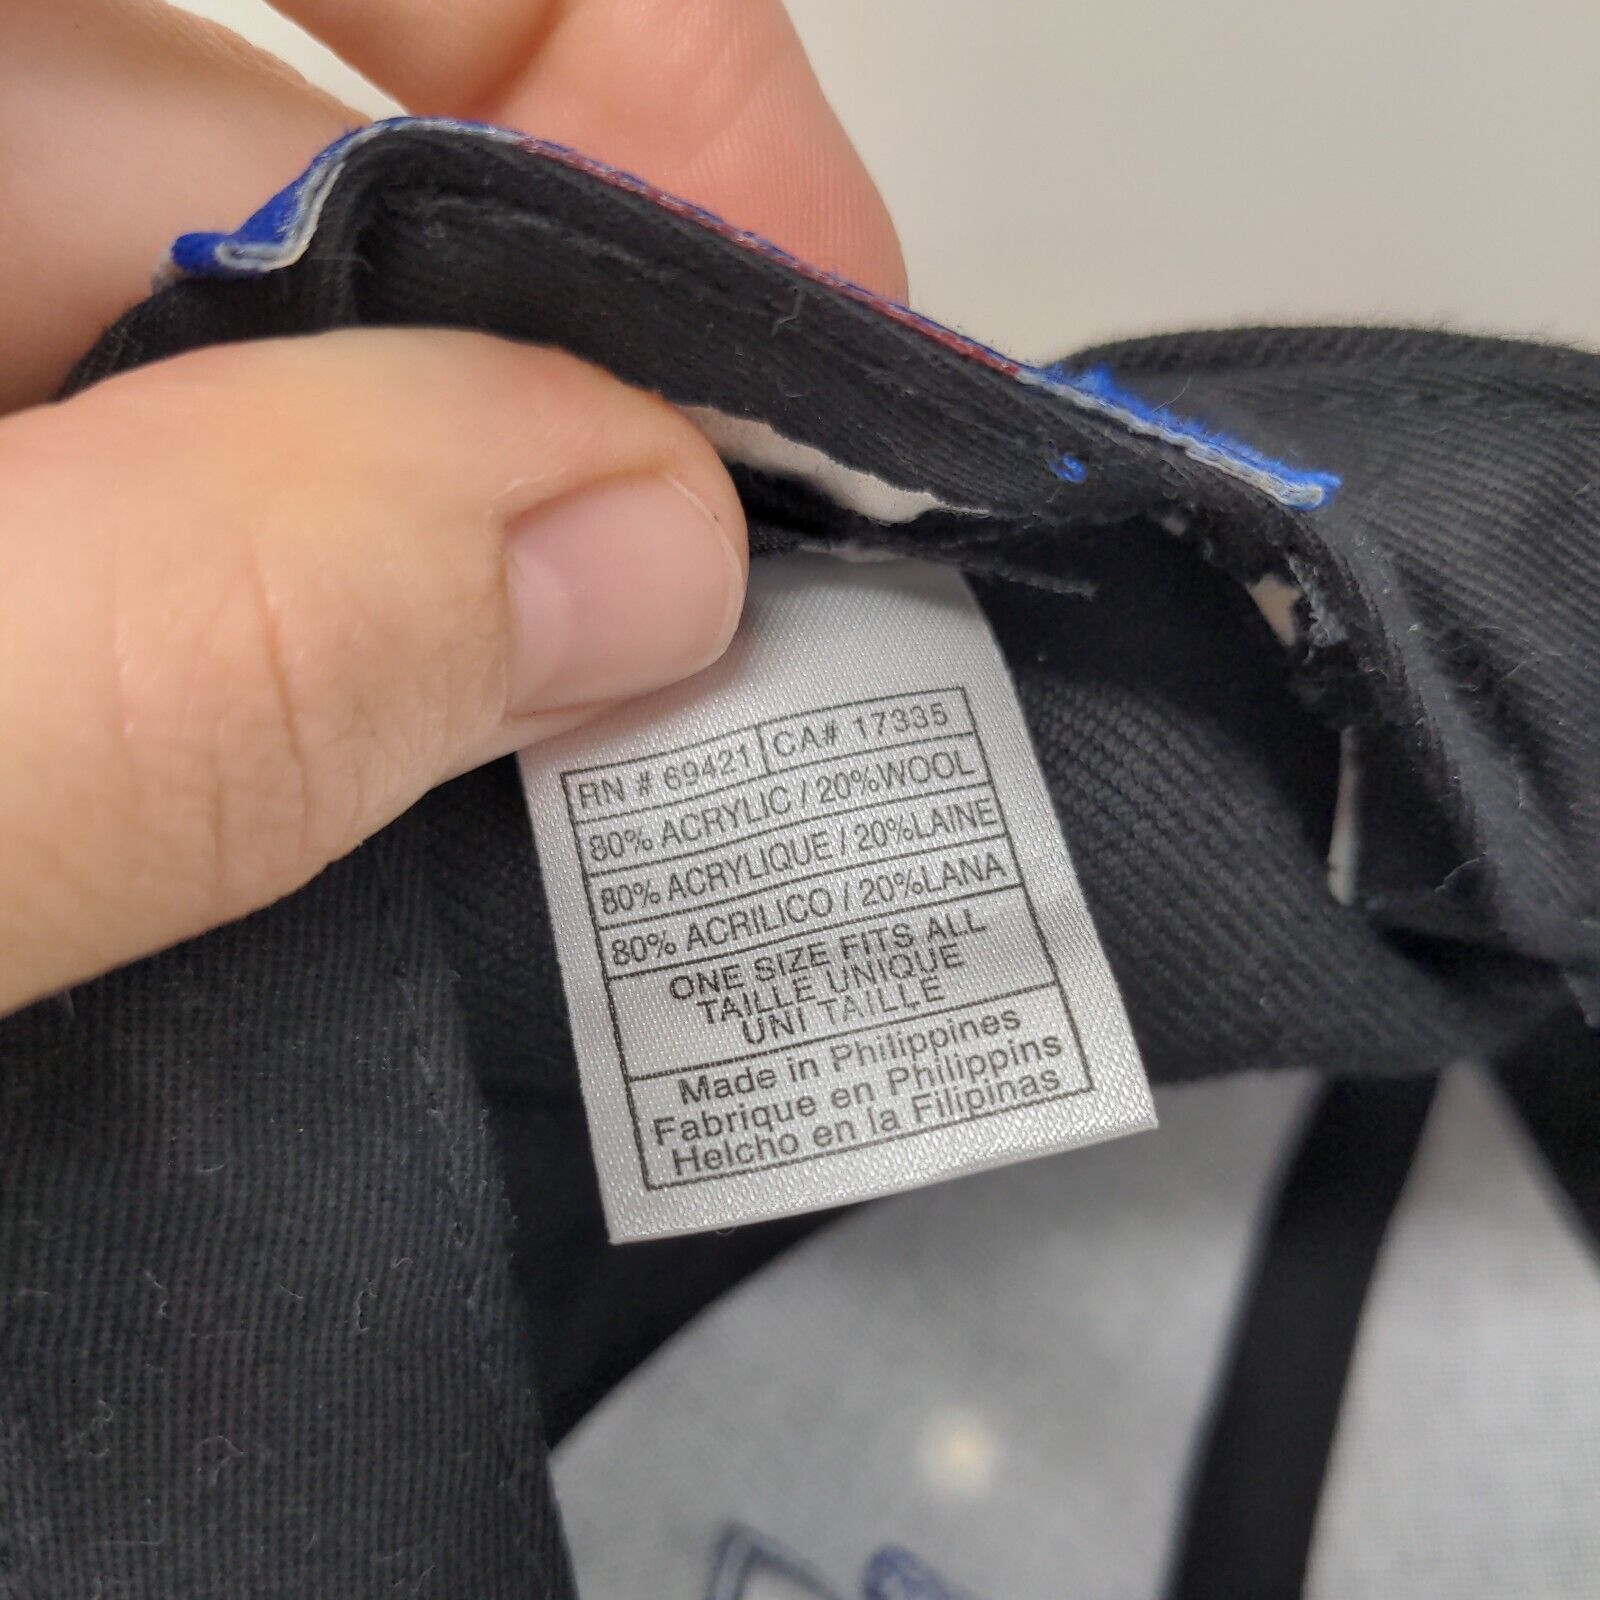 RN # 69421 CA# 17335
80% ACRYLIC / 20%WOOL
80% ACRYLIQUE / 20%LAINE
80% ACRILICO / 20%LANA
ONE SIZE FITS ALL
TAILLE UNIQUE
UNI TAILLE
Made in Philippines
Fabrique en Philippins
Helcho en la Filipinas